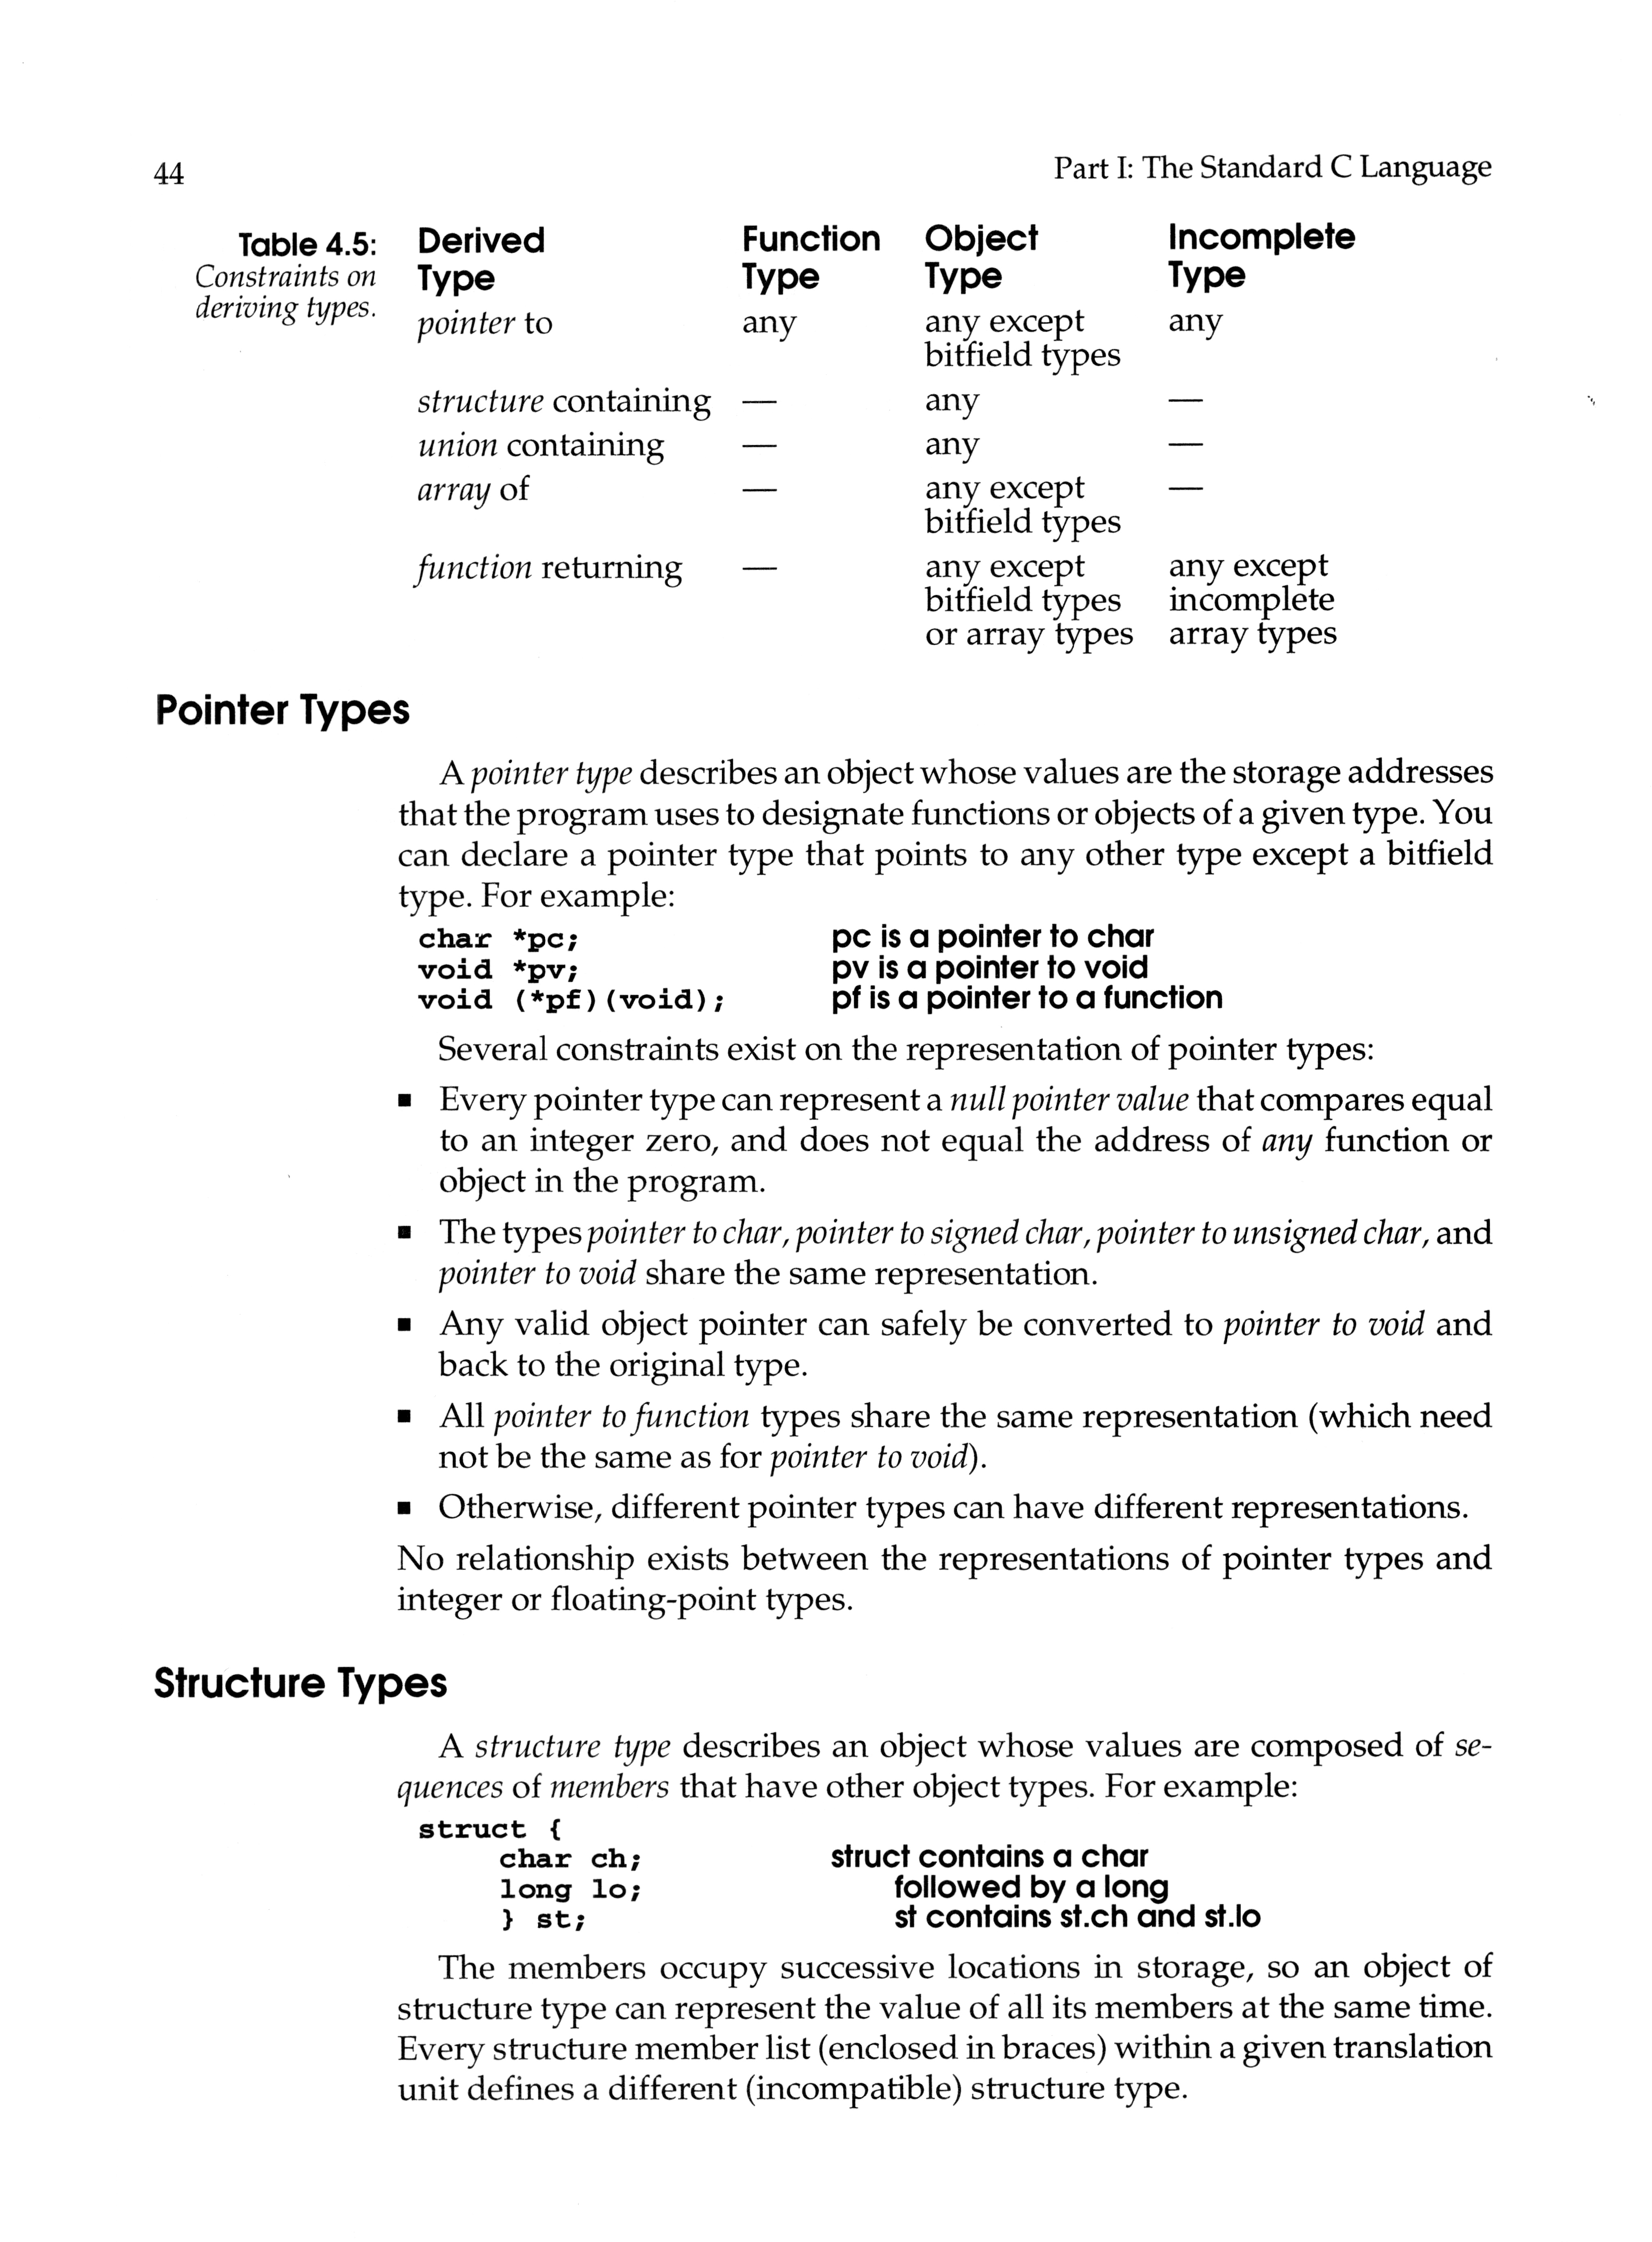 44
Part I: The Standard C Language
Table 4.5:
Constraints on
deriving types.
Derived Function Object Incomplete
Type Type Type Type
pointer to any any except any
bitfield types
structure containing — any —
union containing — any —
array of — any except —
bitfield types
function returning — any except any except
bitfield types incomplete
or array types array types
Pointer Types
A pointer type describes an object whose values are the storage addresses
that the program uses to designate functions or objects of a given type. You
can declare a pointer type that points to any other type except a bitfield
type. For example:
char *pc; pc is a pointer to char
void *pv; pv is a pointer to void
void (*pf)(void); pf is a pointer to a function
Several constraints exist on the representation of pointer types:
■ Every pointer type can represent a null pointer value that compares equal
to an integer zero, and does not equal the address of any function or
object in the program.
■ The types pointer to char, pointer to signed char, pointer to unsigned char, and
pointer to void share the same representation.
■ Any valid object pointer can safely be converted to pointer to void and
back to the original type.
■ All pointer to function types share the same representation (which need
not be the same as for pointer to void).
■ Otherwise, different pointer types can have different representations.
No relationship exists between the representations of pointer types and
integer or floating-point types.
Structure Types
A structure type describes an object whose values are composed of se-
quences of members that have other object types. For example:
struct {
char ch; struct contains a char
long lo; followed by a long
} st; st contains st.ch and st.lo
The members occupy successive locations in storage, so an object of
structure type can represent the value of all its members at the same time.
Every structure member list (enclosed in braces) within a given translation
unit defines a different (incompatible) structure type.